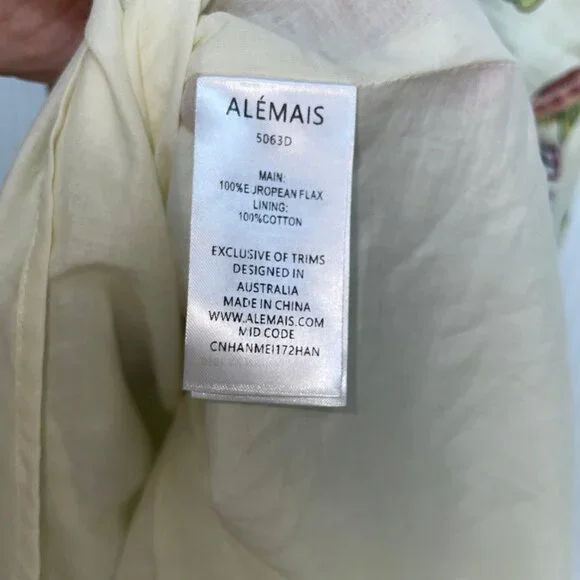 ALÉMAIS
5063D
MAIN:
100%E JROPEAN FLAX
LINING:
100%COTTON
EXCLUSIVE OF TRIMS
DESIGNED IN
AUSTRALIA
MADE IN CHINA
WWW.ALEMAIS.COM
MID CODE
CNHANMEI172HAN